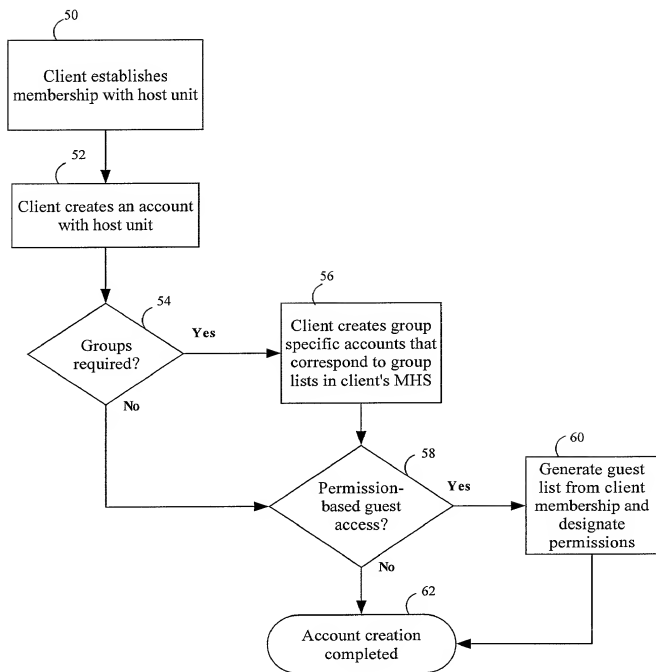 50
Client establishes
membership with host unit
52
Client creates an account
with host unit
54
Groups
required?
Yes
No
56
Client creates group
specific accounts that
correspond to group
lists in client's MHS
58
Permission-
based guest
access?
Yes
No
60
Generate guest
list from client
membership and
designate
permissions
62
Account creation
completed